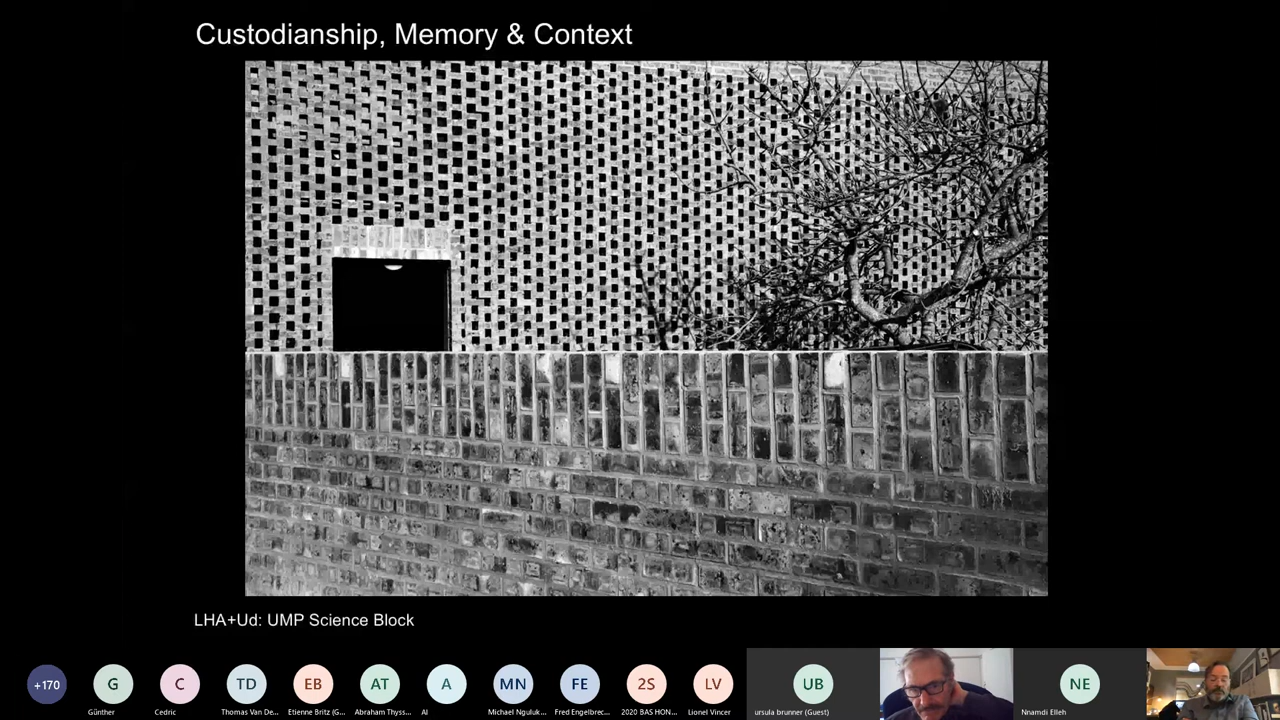 Custodianship, Memory & Context
LHA+Ud: UMP Science Block
+170
G
C
TD
EB
AT
A
MN
FE
2S
LV
UB
NE
Günther
Cedric
Thomas Van De...
Etienne Britz (G...
Abraham Thyss...
Al
Michael Nguluk...
Fred Engelbrec...
2020 BAS HON...
Lionel Vincer
ursula brunner (Guest)
Nnamdi Elleh